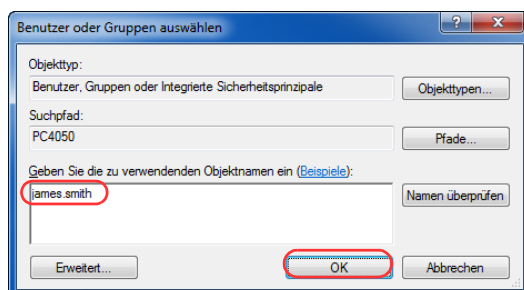 Benutzer oder Gruppen auswählen
Objekttyp:
Benutzer, Gruppen oder Integrierte Sicherheitsprinzipale
Objekttypen...
Suchpfad:
PC4050
Pfade...
Geben Sie die zu verwendenden Objektnamen ein (Beispiele):
james.smith
Namen überprüfen
Erweitert...
OK
Abbrechen